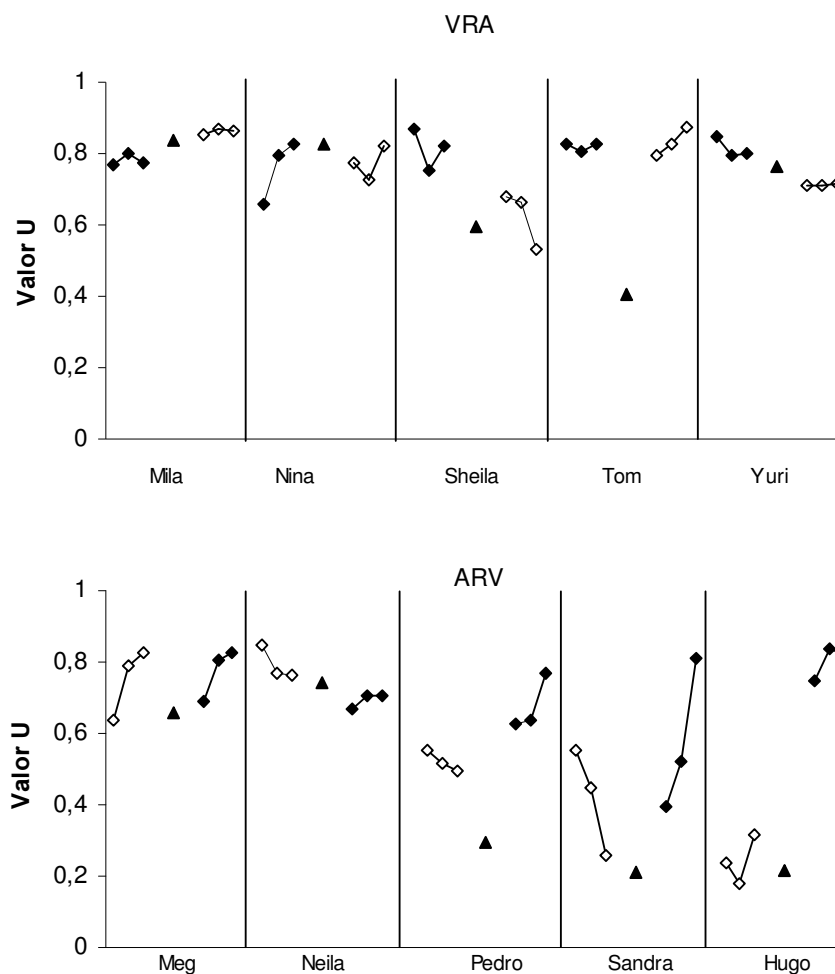 VRA
Valor U
1
0,8
0,6
0,4
0,2
0
Mila Nina Sheila Tom Yuri
ARV
Valor U
1
0,8
0,6
0,4
0,2
0
Meg Neila Pedro Sandra Hugo